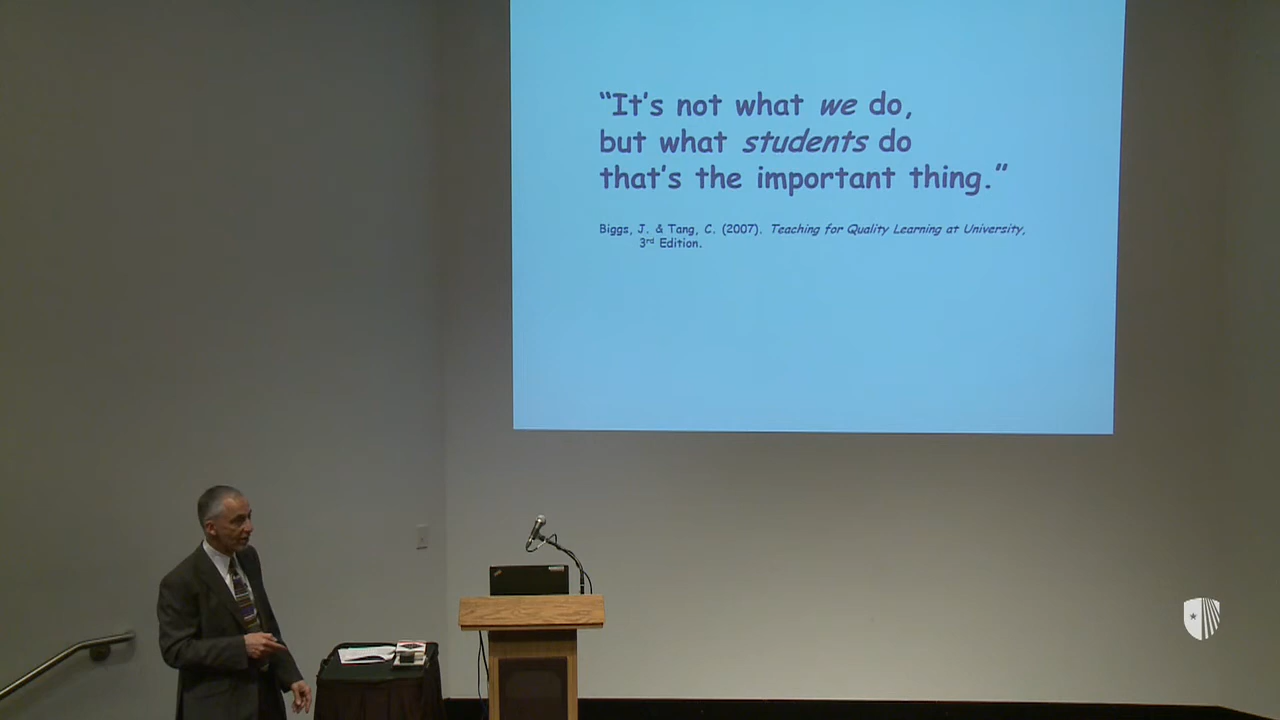 “It’s not what we do,
but what students do
that’s the important thing.”
Biggs, J. & Tang, C. (2007). Teaching for Quality Learning at University,
3rd Edition.